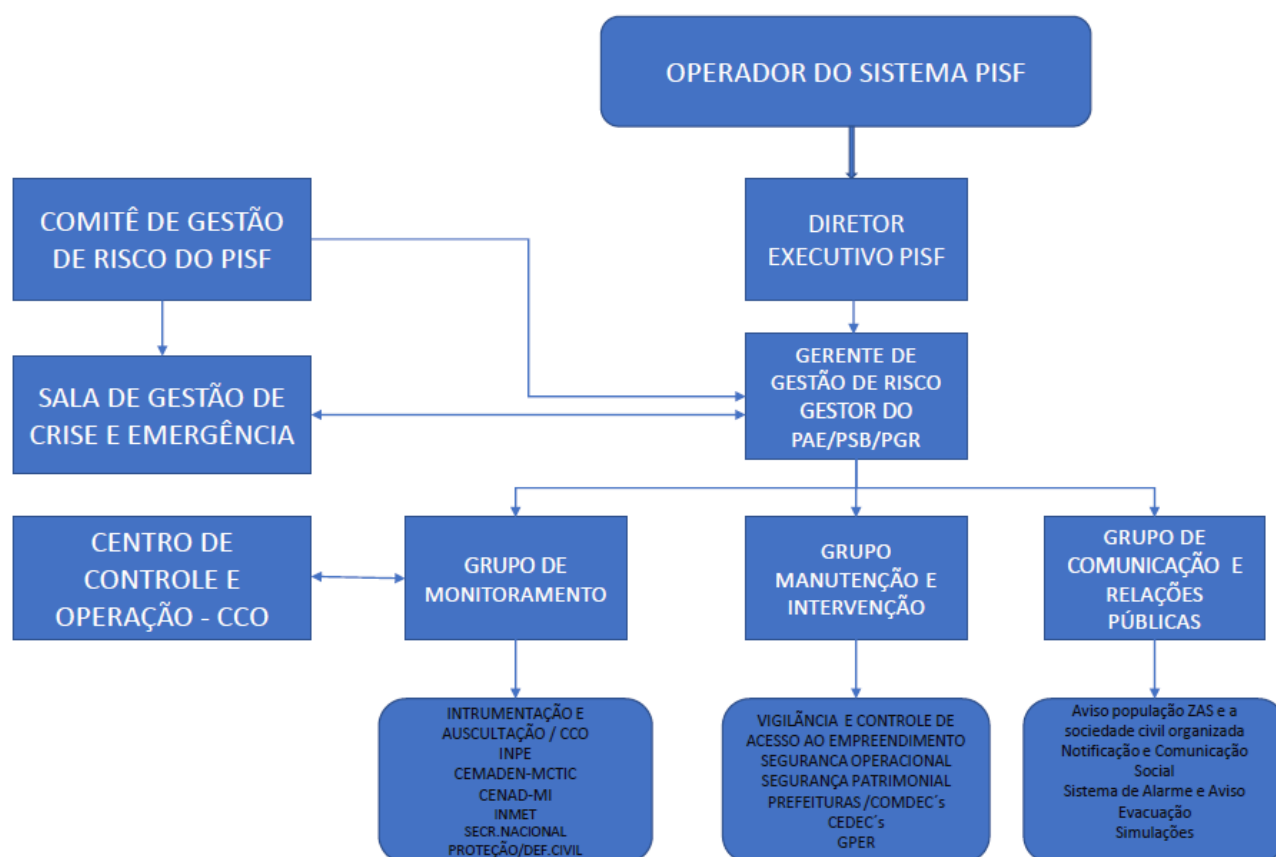 OPERADOR DO SISTEMA PISF
COMITÊ DE GESTÃO
DE RISCO DO PISF
DIRETOR
EXECUTIVO PISF
SALA DE GESTÃO DE
CRISE E EMERGÊNCIA
GERENTE DE
GESTÃO DE RISCO
GESTOR DO
PAE/PSB/PGR
CENTRO DE
CONTROLE E
OPERAÇÃO - CCO
GRUPO DE
MONITORAMENTO
GRUPO
MANUTENÇÃO E
INTERVENÇÃO
GRUPO DE
COMUNICAÇÃO E
RELAÇÕES
PÚBLICAS
INTRUMENTAÇÃO E
AUSCULTAÇÃO / CCO
INPE
CEMADEN-MCTIC
CENAD-MI
INMET
SECR.NACIONAL
PROTEÇÃO/DEF.CIVIL
VIGILÃNCIA E CONTROLE DE
ACESSO AO EMPREENDIMENTO
SEGURANCA OPERACIONAL
SEGURANÇA PATRIMONIAL
PREFEITURAS /COMDEC´s
CEDEC´s
GPER
Aviso população ZAS e a
sociedade civil organizada
Notificação e Comunicação
Social
Sistema de Alarme e Aviso
Evacuação
Simulações